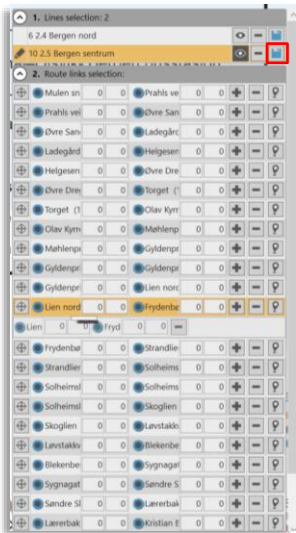 1. Lines selection: 2
6 2.4 Bergen nord
10 2.5 Bergen sentrum
2. Route links selection:
Mulen sn 0 0 Prahls ve 0 0
Prahls vei 0 0 Øvre San 0 0
Øvre San 0 0 Ladegårc 0 0
Ladegård 0 0 Helgesen 0 0
Helgesen 0 0 Øvre Dre 0 0
Øvre Dre 0 0 Torget (1 0 0
Torget (1 0 0 Olav Kyrr 0 0
Olav Kyrr 0 0 Møhlenp 0 0
Møhlenp 0 0 Gyldenpr 0 0
Gyldenpr 0 0 Gyldenpr 0 0
Gyldenpr 0 0 Lien norc 0 0
Lien nord 0 0 Frydenbe 0 0
Lien 0 0 Fryd 0 0
Frydenbø 0 0 Strandlie 0 0
Strandlier 0 0 Solheims 0 0
Solheims 0 0 Solheims 0 0
Solheimsl 0 0 Skoglien 0 0
Skoglien 0 0 Løvstakk 0 0
Løvstakkv 0 0 Blekenbe 0 0
Blekenbe 0 0 Sygnagat 0 0
Sygnagat 0 0 Søndre S 0 0
Søndre Sl 0 0 Lærerbak 0 0
Lærerbak 0 0 Kristian E 0 0